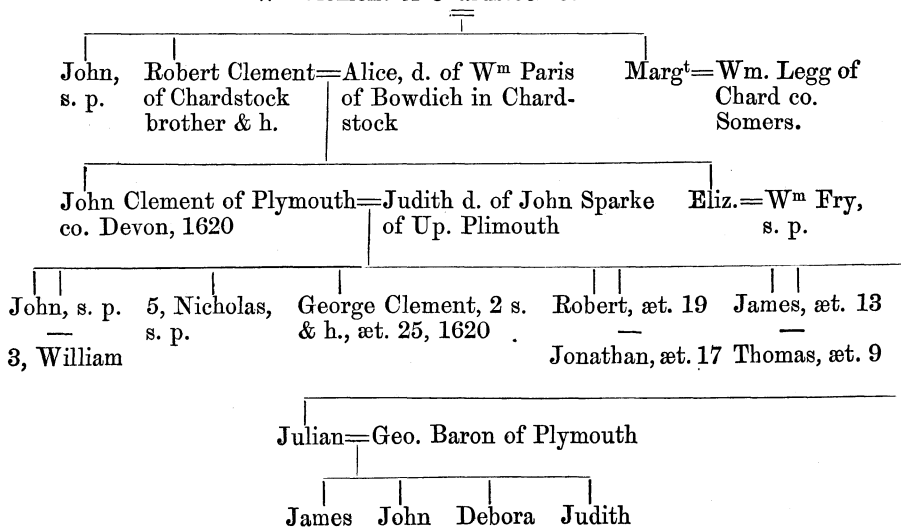 John, Robert Clement=Alice, d. of Wᵐ Paris Margᵗ=Wm. Legg of
s. p. of Chardstock of Bowdich in Chard- Chard co.
brother & h. stock Somers.
John Clement of Plymouth=Judith d. of John Sparke Eliz.=Wᵐ Fry,
co. Devon, 1620 of Up. Plimouth s. p.
John, s. p. 5, Nicholas, George Clement, 2 s. Robert, æt. 19 James, æt. 13
s. p. & h., æt. 25, 1620
3, William Jonathan, æt. 17 Thomas, æt. 9
Julian=Geo. Baron of Plymouth
James John Debora Judith